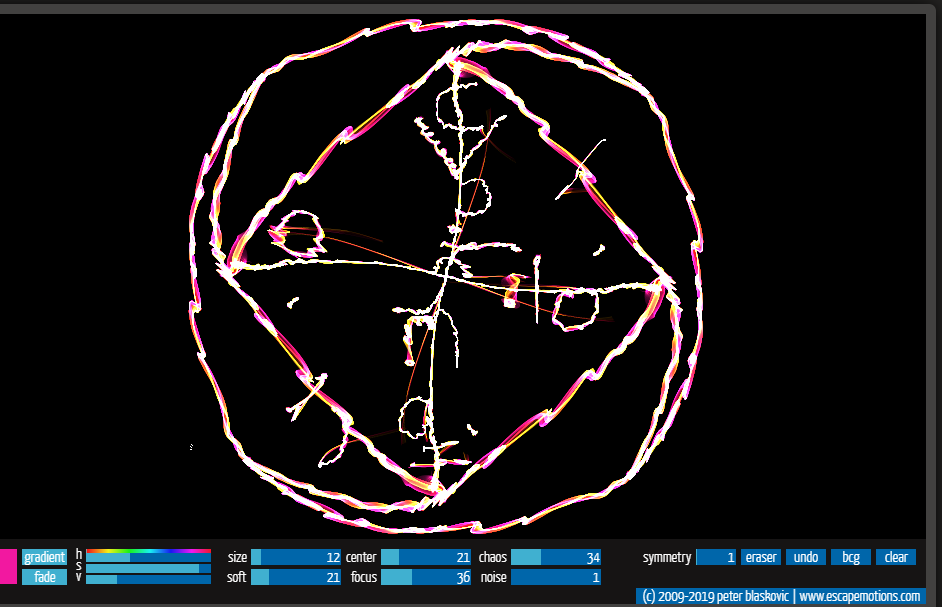 gradient h size 12 center 21 chaos 34 symmetry 1 eraser undo bcg clear
s
fade v soft 21 focus 36 noise 1
(c) 2009-2019 peter blaskovic | www.escapemotions.com